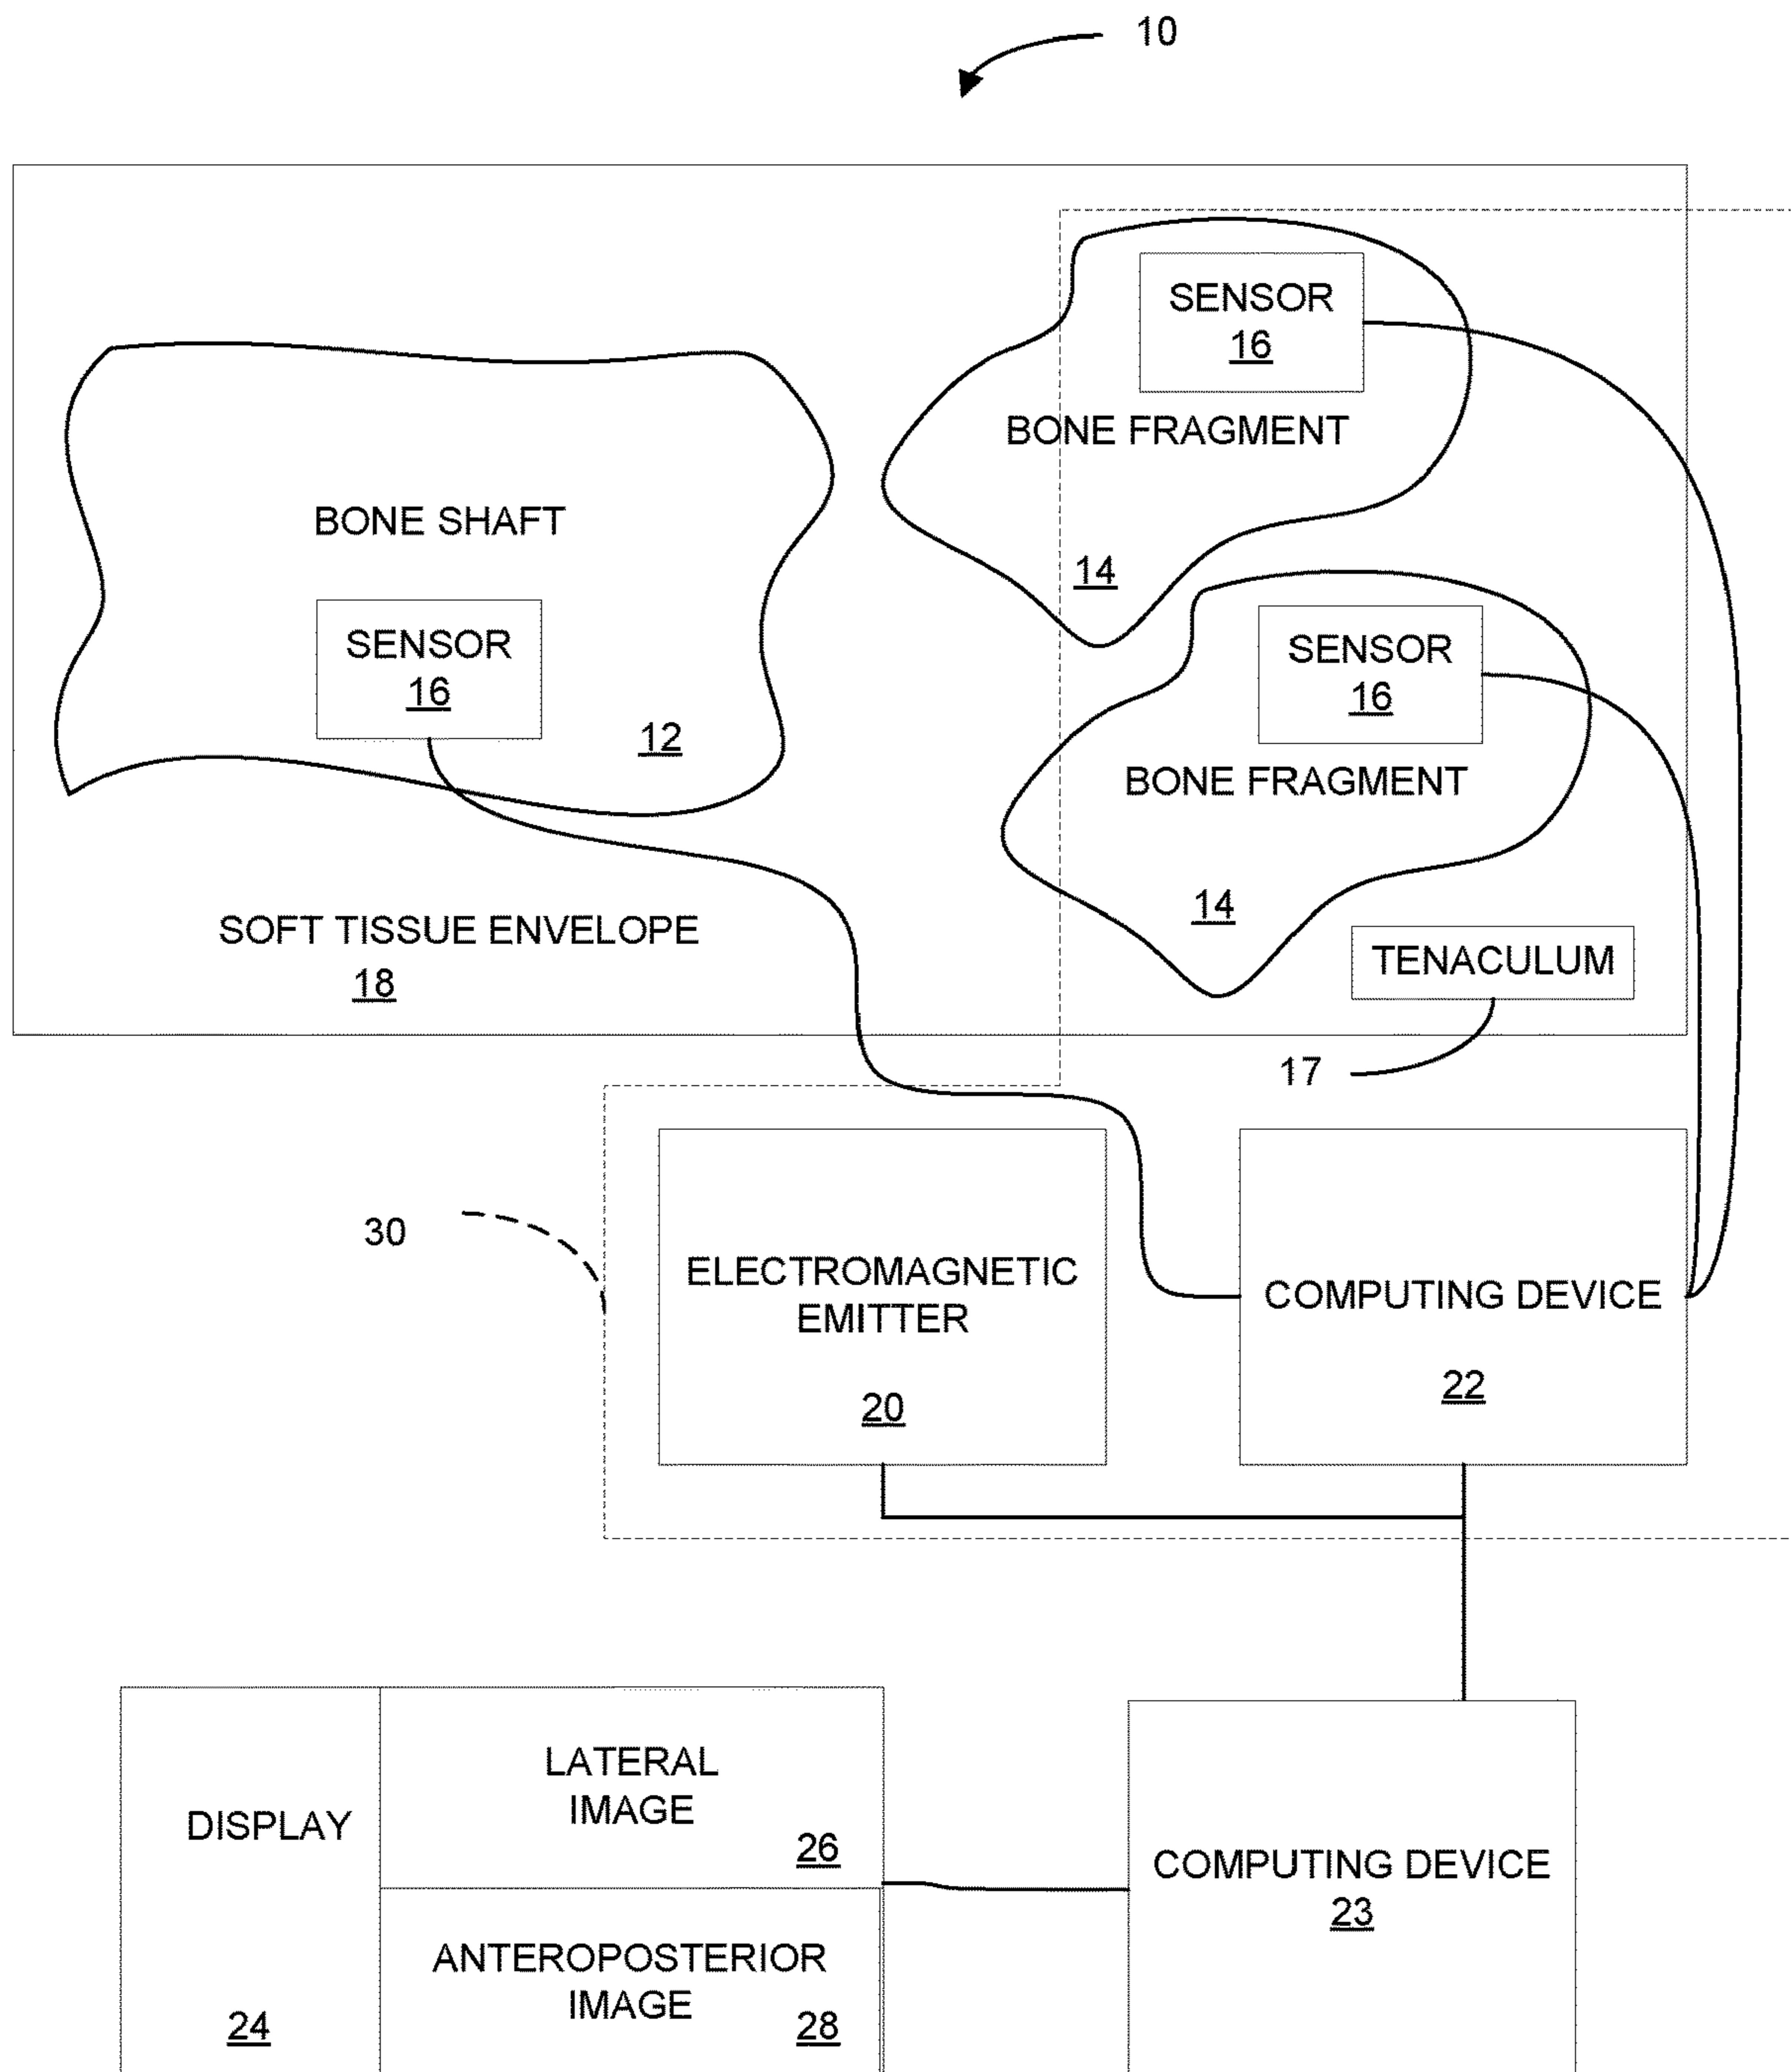 10
SENSOR
16
BONE FRAGMENT
14
BONE SHAFT
SENSOR
16
12
SENSOR
16
BONE FRAGMENT
14
SOFT TISSUE ENVELOPE
18
TENACULUM
17
30
ELECTROMAGNETIC
EMITTER
20
COMPUTING DEVICE
22
DISPLAY
24
LATERAL
IMAGE
26
ANTEROPOSTERIOR
IMAGE
28
COMPUTING DEVICE
23